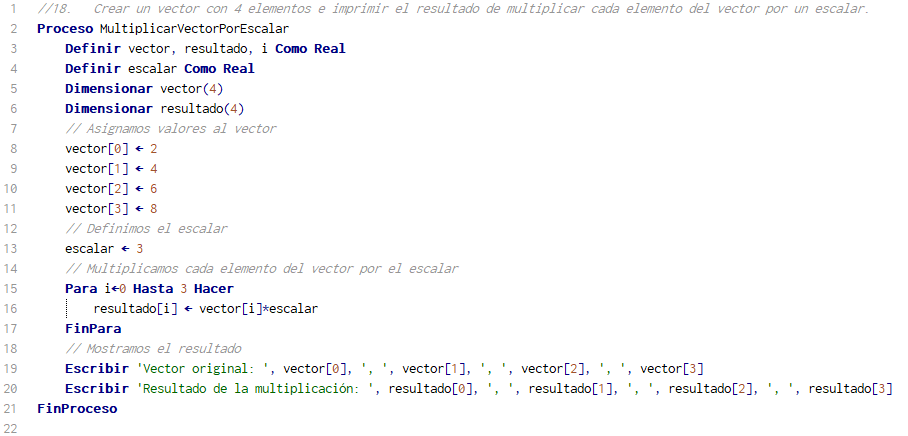 1 //18.   Crear un vector con 4 elementos e imprimir el resultado de multiplicar cada elemento del vector por un escalar.
2 Proceso MultiplicarVectorPorEscalar
3     Definir vector, resultado, i Como Real
4     Definir escalar Como Real
5     Dimensionar vector(4)
6     Dimensionar resultado(4)
7     // Asignamos valores al vector
8     vector[0] ← 2
9     vector[1] ← 4
10     vector[2] ← 6
11     vector[3] ← 8
12     // Definimos el escalar
13     escalar ← 3
14     // Multiplicamos cada elemento del vector por el escalar
15     Para i←0 Hasta 3 Hacer
16         resultado[i] ← vector[i]*escalar
17     FinPara
18     // Mostramos el resultado
19     Escribir 'Vector original: ', vector[0], ', ', vector[1], ', ', vector[2], ', ', vector[3]
20     Escribir 'Resultado de la multiplicación: ', resultado[0], ', ', resultado[1], ', ', resultado[2], ', ', resultado[3]
21 FinProceso
22